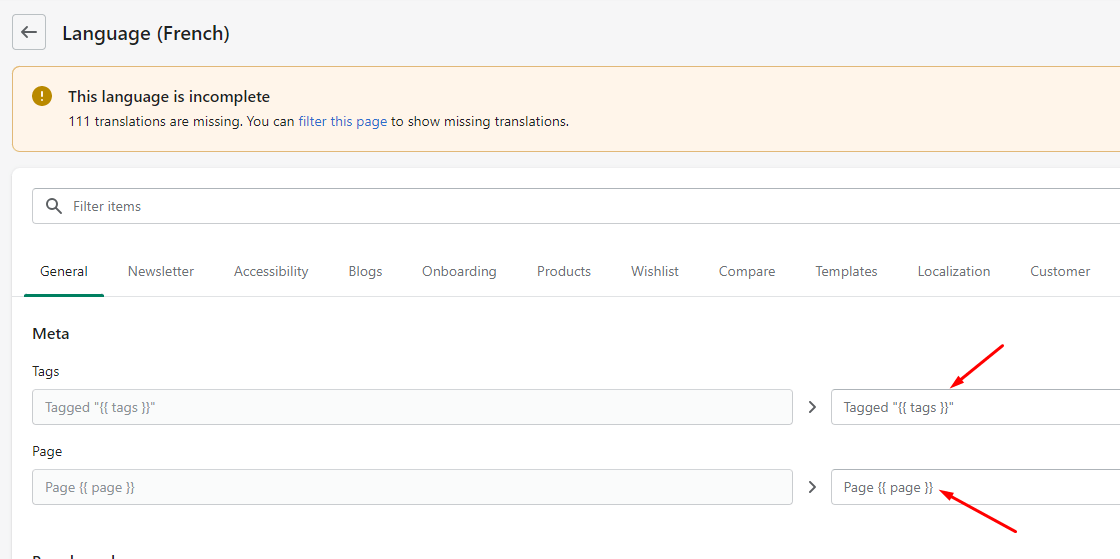 Language (French)
This language is incomplete
111 translations are missing. You can filter this page to show missing translations.
Filter items
General Newsletter Accessibility Blogs Onboarding Products Wishlist Compare Templates Localization Customer
Meta
Tags
Tagged "{{ tags }}" Tagged "{{ tags }}"
Page
Page {{ page }} Page {{ page }}